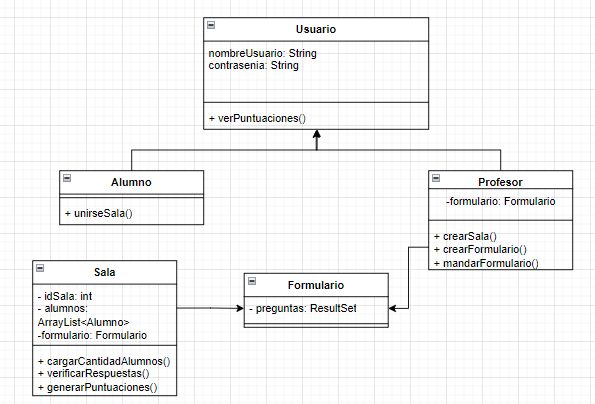 Usuario
nombreUsuario: String
contrasenia: String
+ verPuntuaciones()
Alumno
+ unirseSala()
Profesor
-formulario: Formulario
+ crearSala()
+ crearFormulario()
+ mandarFormulario()
Sala
- idSala: int
- alumnos:
ArrayList<Alumno>
-formulario: Formulario
+ cargarCantidadAlumnos()
+ verificarRespuestas()
+ generarPuntuaciones()
Formulario
- preguntas: ResultSet